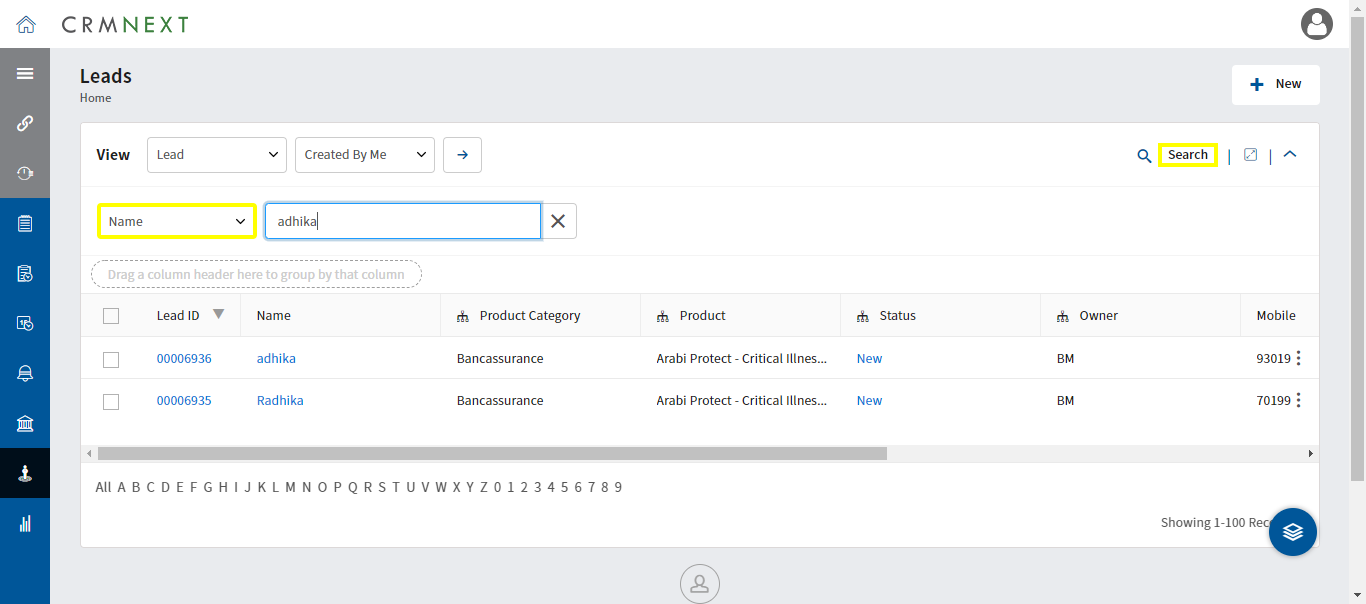 CRMNEXT
Leads
Home
New
View Lead Created By Me Search
Name adhika
Drag a column header here to group by that column
Lead ID Name Product Category Product Status Owner Mobile
00006936 adhika Bancassurance Arabi Protect - Critical Illnes... New BM 93019
00006935 Radhika Bancassurance Arabi Protect - Critical Illnes... New BM 70199
All A B C D E F G H I J K L M N O P Q R S T U V W X Y Z 0 1 2 3 4 5 6 7 8 9
Showing 1-100